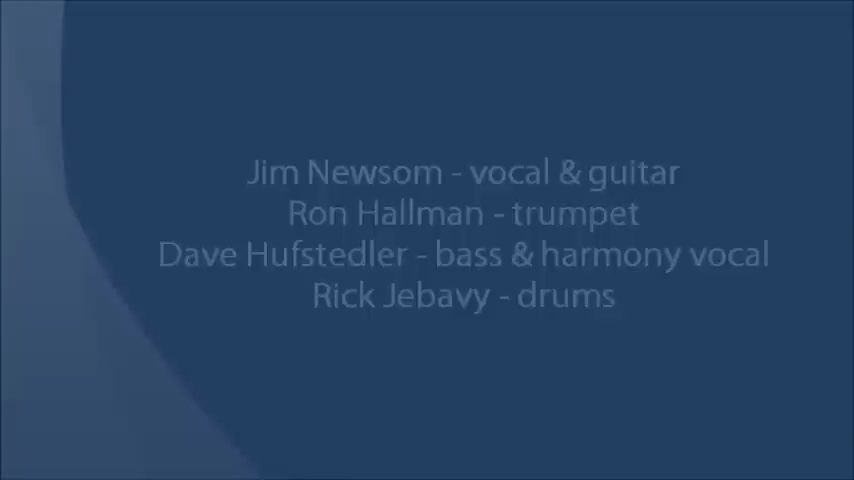 Jim Newsom - vocal & guitar
Ron Hallman - trumpet
Dave Hufstedler - bass & harmony vocal
Rick Jebavy - drums